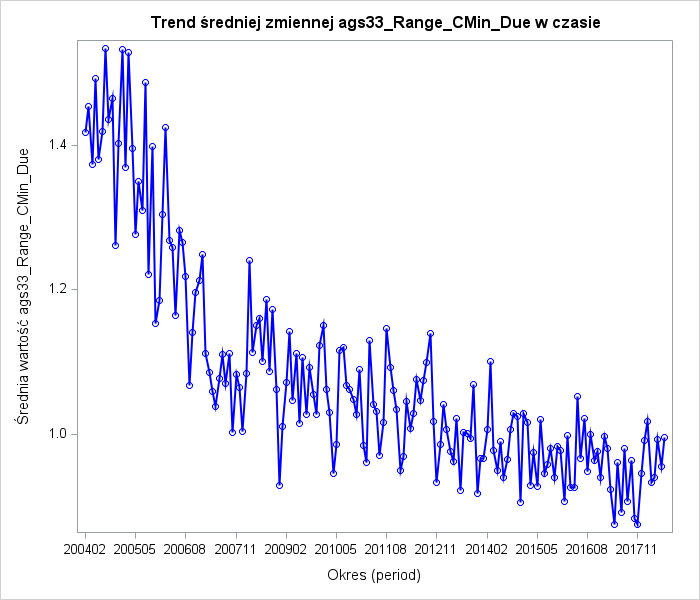 Trend średniej zmiennej ags33_Range_CMin_Due w czasie
Średnia wartość ags33_Range_CMin_Due
1.4
1.2
1.0
200402 200505 200608 200711 200902 201005 201108 201211 201402 201505 201608 201711
Okres (period)